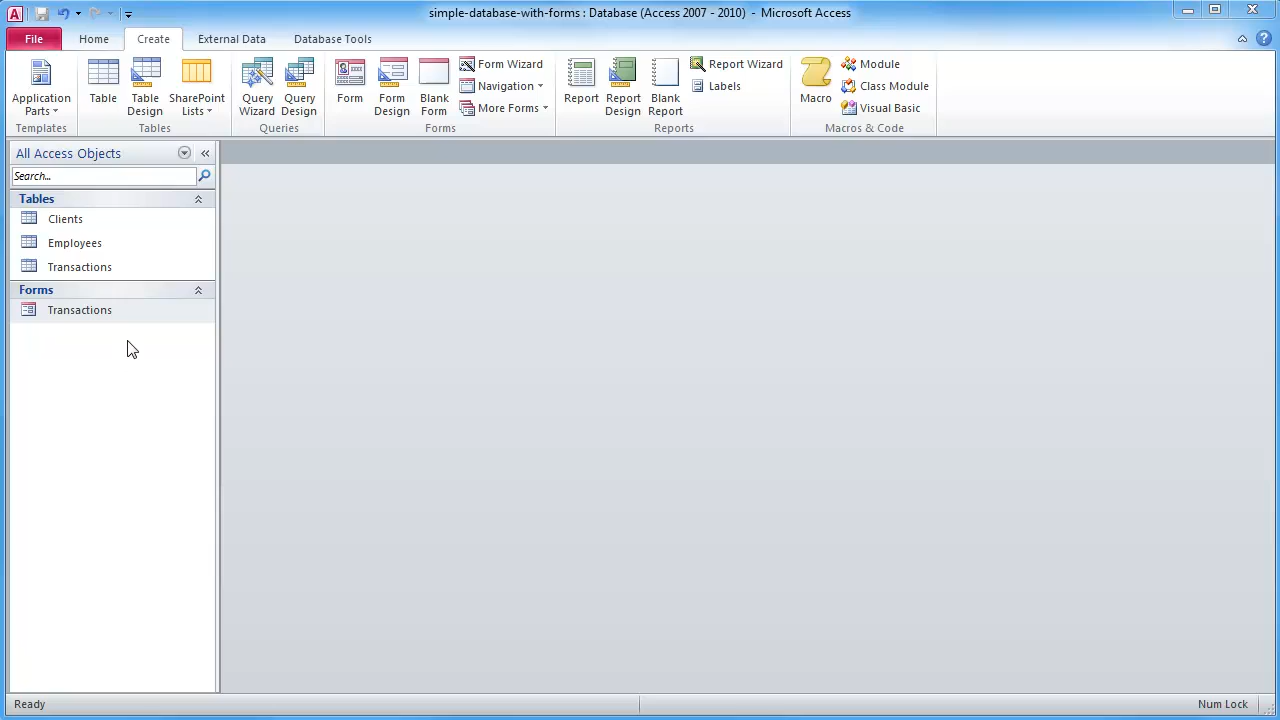 simple-database-with-forms : Database (Access 2007 - 2010) - Microsoft Access
File Home Create External Data Database Tools
Application Parts
Templates
Table
Table Design
SharePoint Lists
Tables
Query Wizard
Query Design
Queries
Form
Form Design
Blank Form
Form Wizard
Navigation
More Forms
Forms
Report
Report Design
Blank Report
Report Wizard
Labels
Reports
Macro
Module
Class Module
Visual Basic
Macros & Code
All Access Objects
Search...
Tables
Clients
Employees
Transactions
Forms
Transactions
Ready
Num Lock